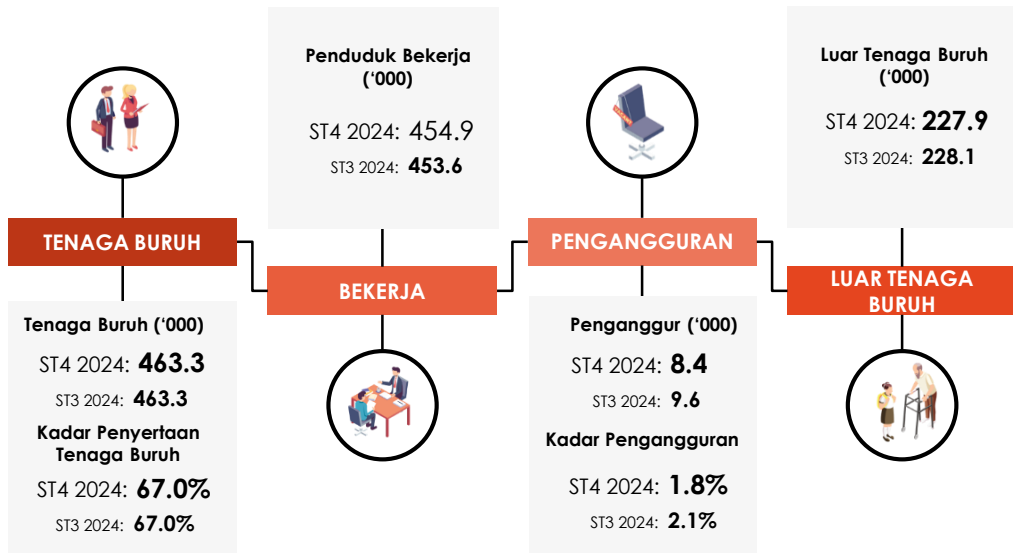 TENAGA BURUH
Tenaga Buruh (‘000)
ST4 2024: 463.3
ST3 2024: 463.3
Kadar Penyertaan
Tenaga Buruh
ST4 2024: 67.0%
ST3 2024: 67.0%
Penduduk Bekerja
(‘000)
ST4 2024: 454.9
ST3 2024: 453.6
BEKERJA
PENGANGGURAN
Penganggur (‘000)
ST4 2024: 8.4
ST3 2024: 9.6
Kadar Pengangguran
ST4 2024: 1.8%
ST3 2024: 2.1%
Luar Tenaga Buruh
(‘000)
ST4 2024: 227.9
ST3 2024: 228.1
LUAR TENAGA
BURUH